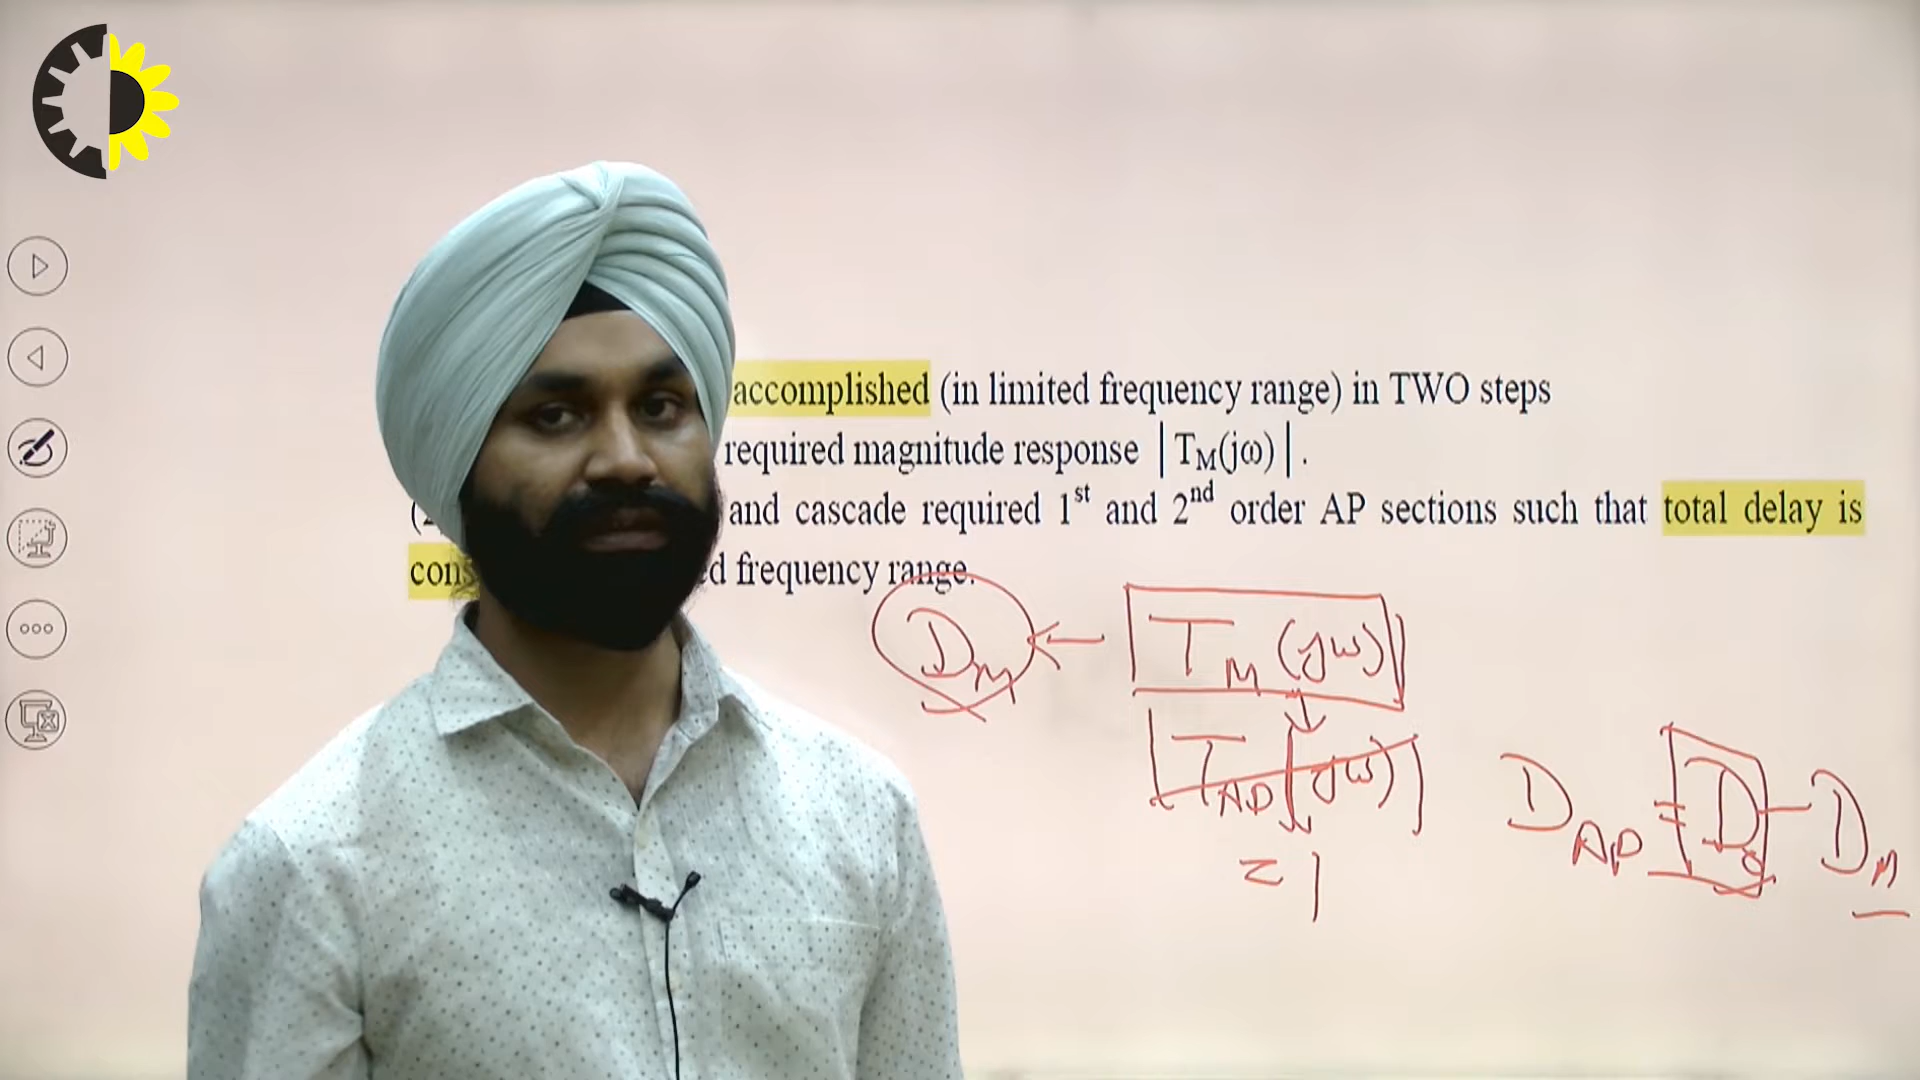 accomplished (in limited frequency range) in TWO steps
required magnitude response |T_M(jω)|.
and cascade required 1st and 2nd order AP sections such that total delay is
frequency range.
D_M ← T_M (jω)
|T_AP (jω)|
= 1
D_AP = D_0 - D_M